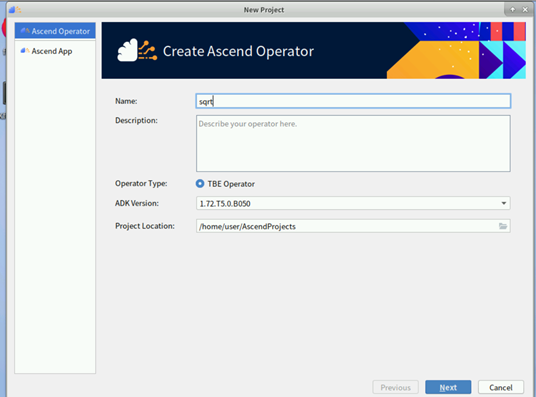 New Project
Ascend Operator
Ascend App
Create Ascend Operator
Name:
sqrt
Description:
Describe your operator here.
Operator Type:
TBE Operator
ADK Version:
1.72.T5.0.B050
Project Location:
/home/user/AscendProjects
Previous
Next
Cancel